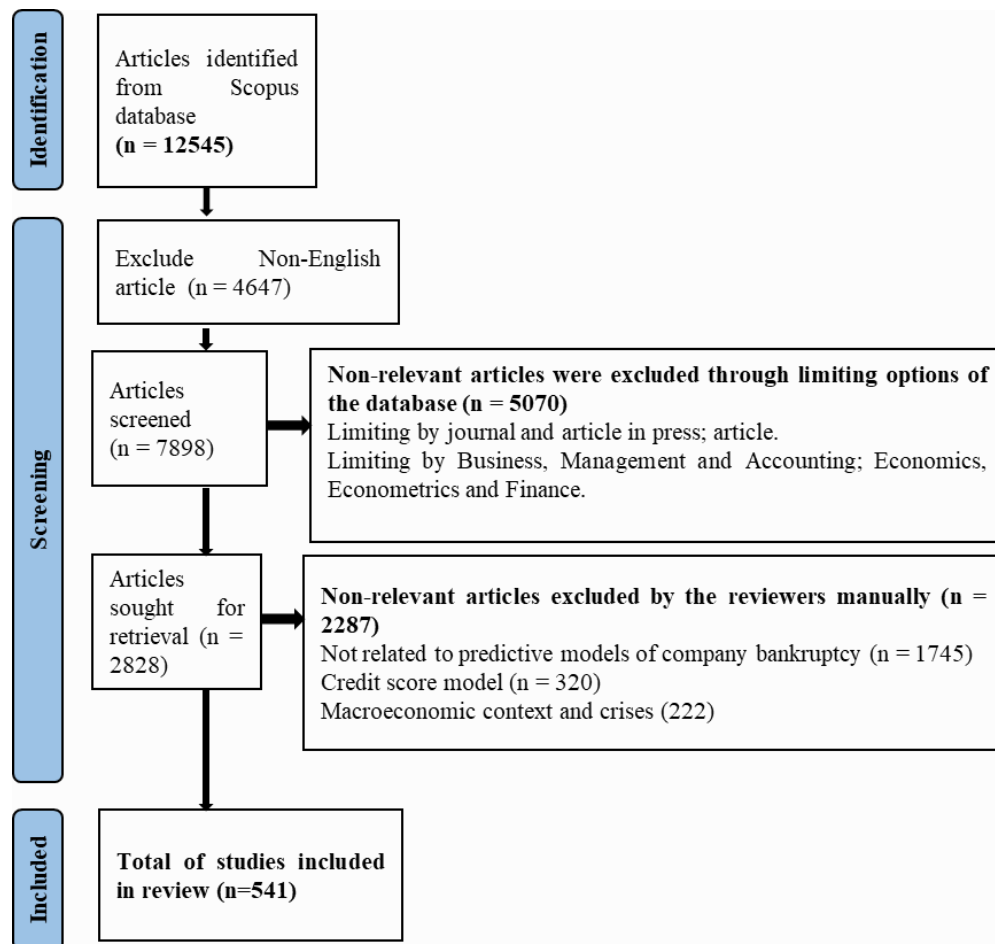 Identification
Articles identified
from Scopus
database
(n = 12545)
Screening
Exclude Non-English
article (n = 4647)
Articles
screened
(n = 7898)
Non-relevant articles were excluded through limiting options of
the database (n = 5070)
Limiting by journal and article in press; article.
Limiting by Business, Management and Accounting; Economics,
Econometrics and Finance.
Articles
sought for
retrieval (n =
2828)
Non-relevant articles excluded by the reviewers manually (n =
2287)
Not related to predictive models of company bankruptcy (n = 1745)
Credit score model (n = 320)
Macroeconomic context and crises (222)
Included
Total of studies included
in review (n=541)